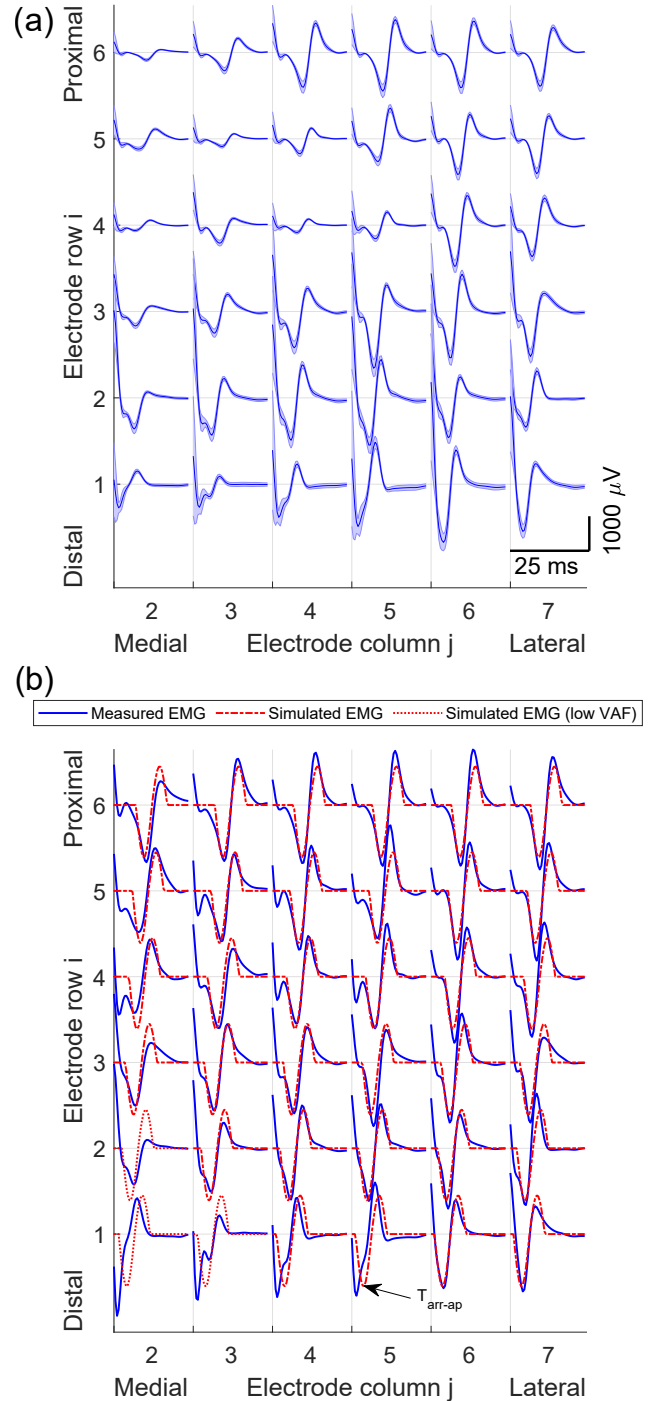 (a)
Proximal
Electrode row i
Distal
6
5
4
3
2
1
1000 μV
25 ms
2 3 4 5 6 7
Medial Electrode column j Lateral
(b)
Measured EMG Simulated EMG Simulated EMG (low VAF)
Proximal
Electrode row i
Distal
6
5
4
3
2
1
T arr-ap
2 3 4 5 6 7
Medial Electrode column j Lateral